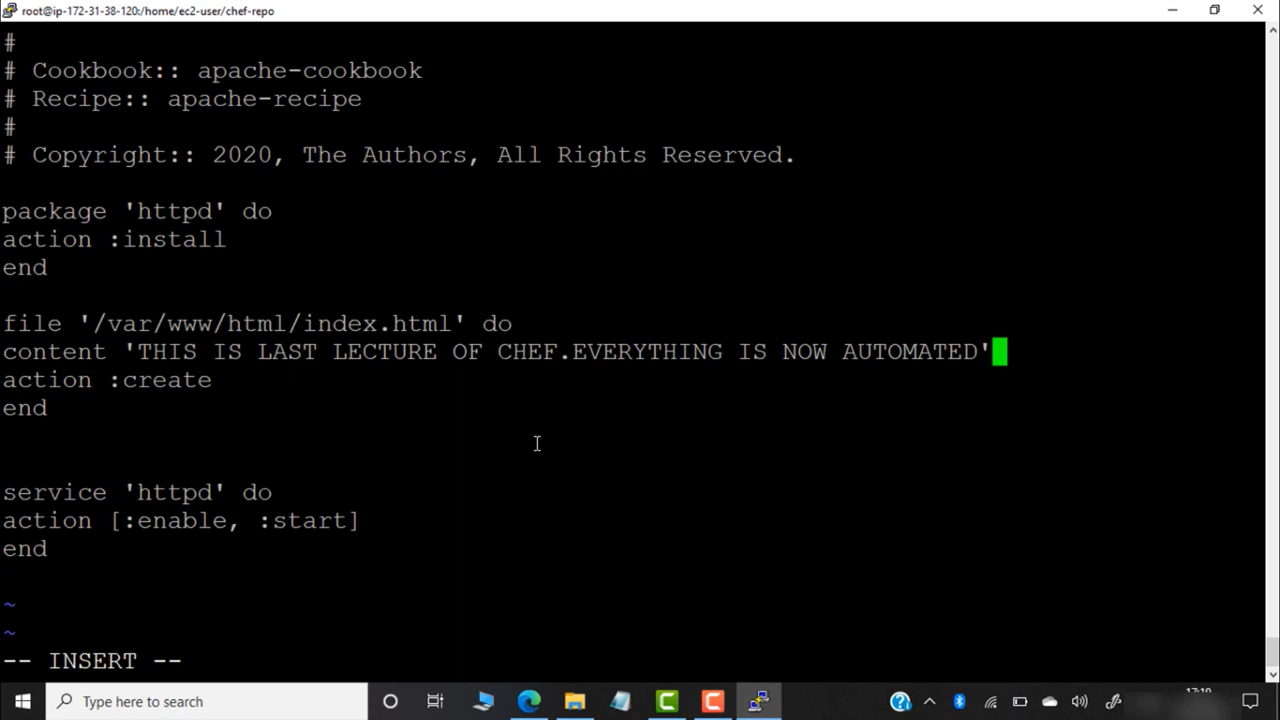 root@ip-172-31-38-120:/home/ec2-user/chef-repo
#
# Cookbook:: apache-cookbook
# Recipe:: apache-recipe
#
# Copyright:: 2020, The Authors, All Rights Reserved.
package 'httpd' do
action :install
end
file '/var/www/html/index.html' do
content 'THIS IS LAST LECTURE OF CHEF.EVERYTHING IS NOW AUTOMATED'
action :create
end
service 'httpd' do
action [:enable, :start]
end
~
~
-- INSERT --
Type here to search